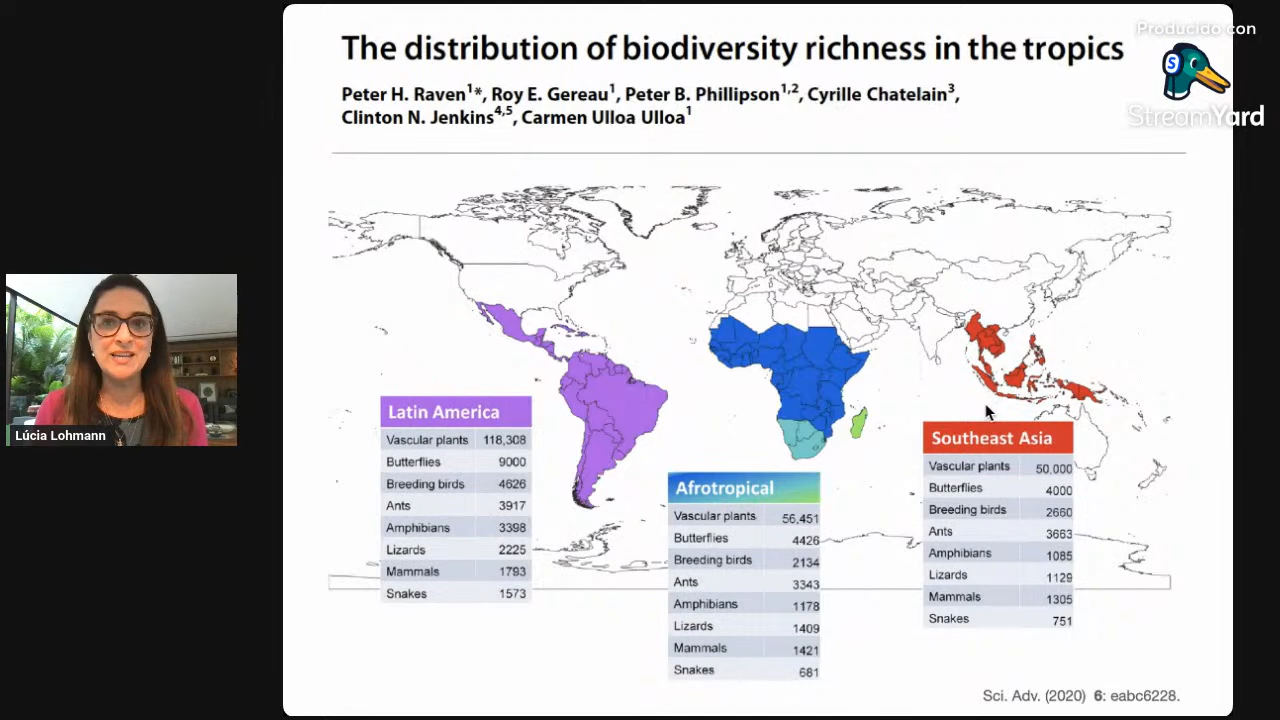 The distribution of biodiversity richness in the tropics
Peter H. Raven1*, Roy E. Gereau1, Peter B. Phillipson1,2, Cyrille Chatelain3,
Clinton N. Jenkins4,5, Carmen Ulloa Ulloa1
Producido con
S
StreamYard
Lúcia Lohmann
Latin America
Vascular plants 118,308
Butterflies 9000
Breeding birds 4626
Ants 3917
Amphibians 3398
Lizards 2225
Mammals 1793
Snakes 1573
Afrotropical
Vascular plants 56,451
Butterflies 4426
Breeding birds 2134
Ants 3343
Amphibians 1178
Lizards 1409
Mammals 1421
Snakes 681
Southeast Asia
Vascular plants 50,000
Butterflies 4000
Breeding birds 2660
Ants 3663
Amphibians 1085
Lizards 1129
Mammals 1305
Snakes 751
Sci. Adv. (2020) 6: eabc6228.